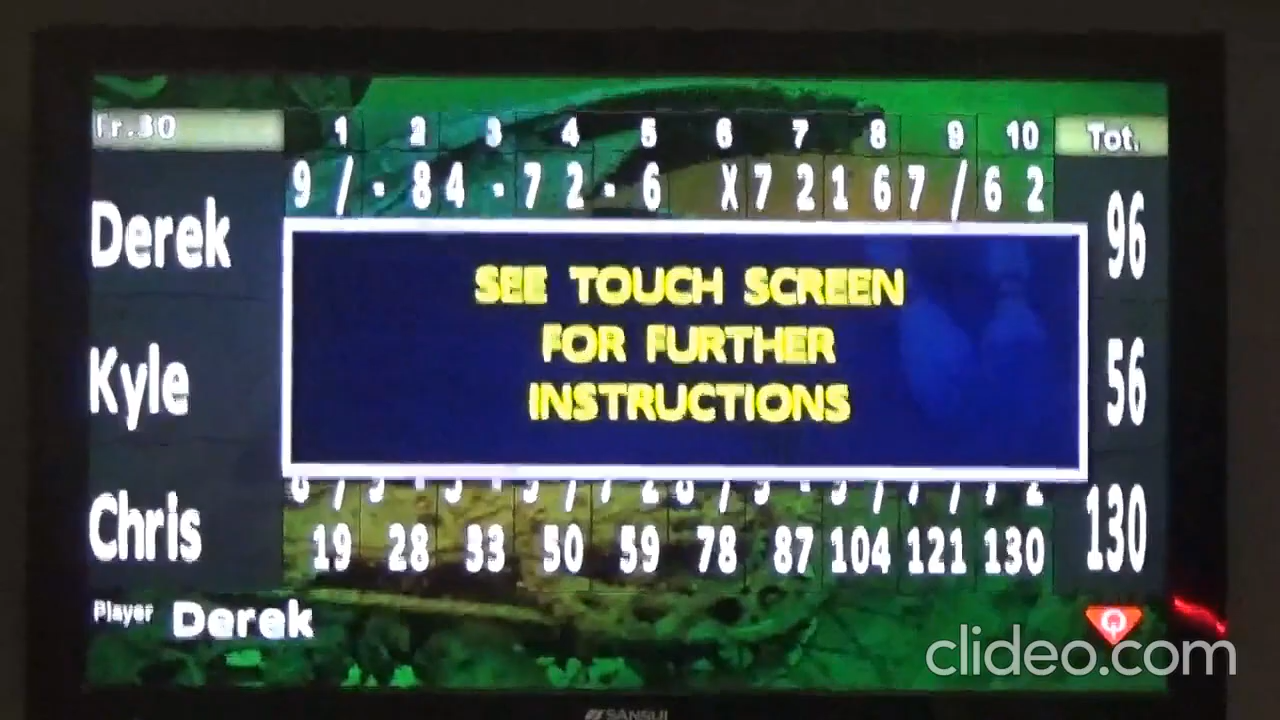 Fr.30 1 2 3 4 5 6 7 8 9 10 Tot.
9 / - 8 4 - 7 2 - 6 X 7 2 1 6 7 / 6 2
Derek 96
SEE TOUCH SCREEN
FOR FURTHER
INSTRUCTIONS
Kyle 56
Chris 130
19 28 33 50 59 78 87 104 121 130
Player Derek
clideo.com
SANSUI